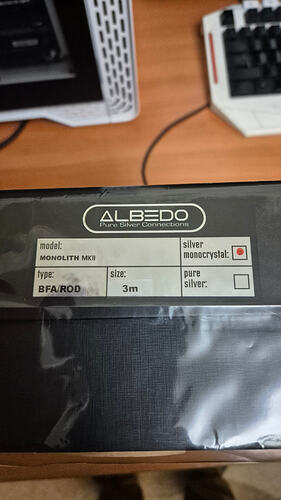 ALBEDO
Pure Silver Connections
model:
MONOLITH MKII
silver
monocrystal:
type:
BFA/ROD
size:
3m
pure
silver: